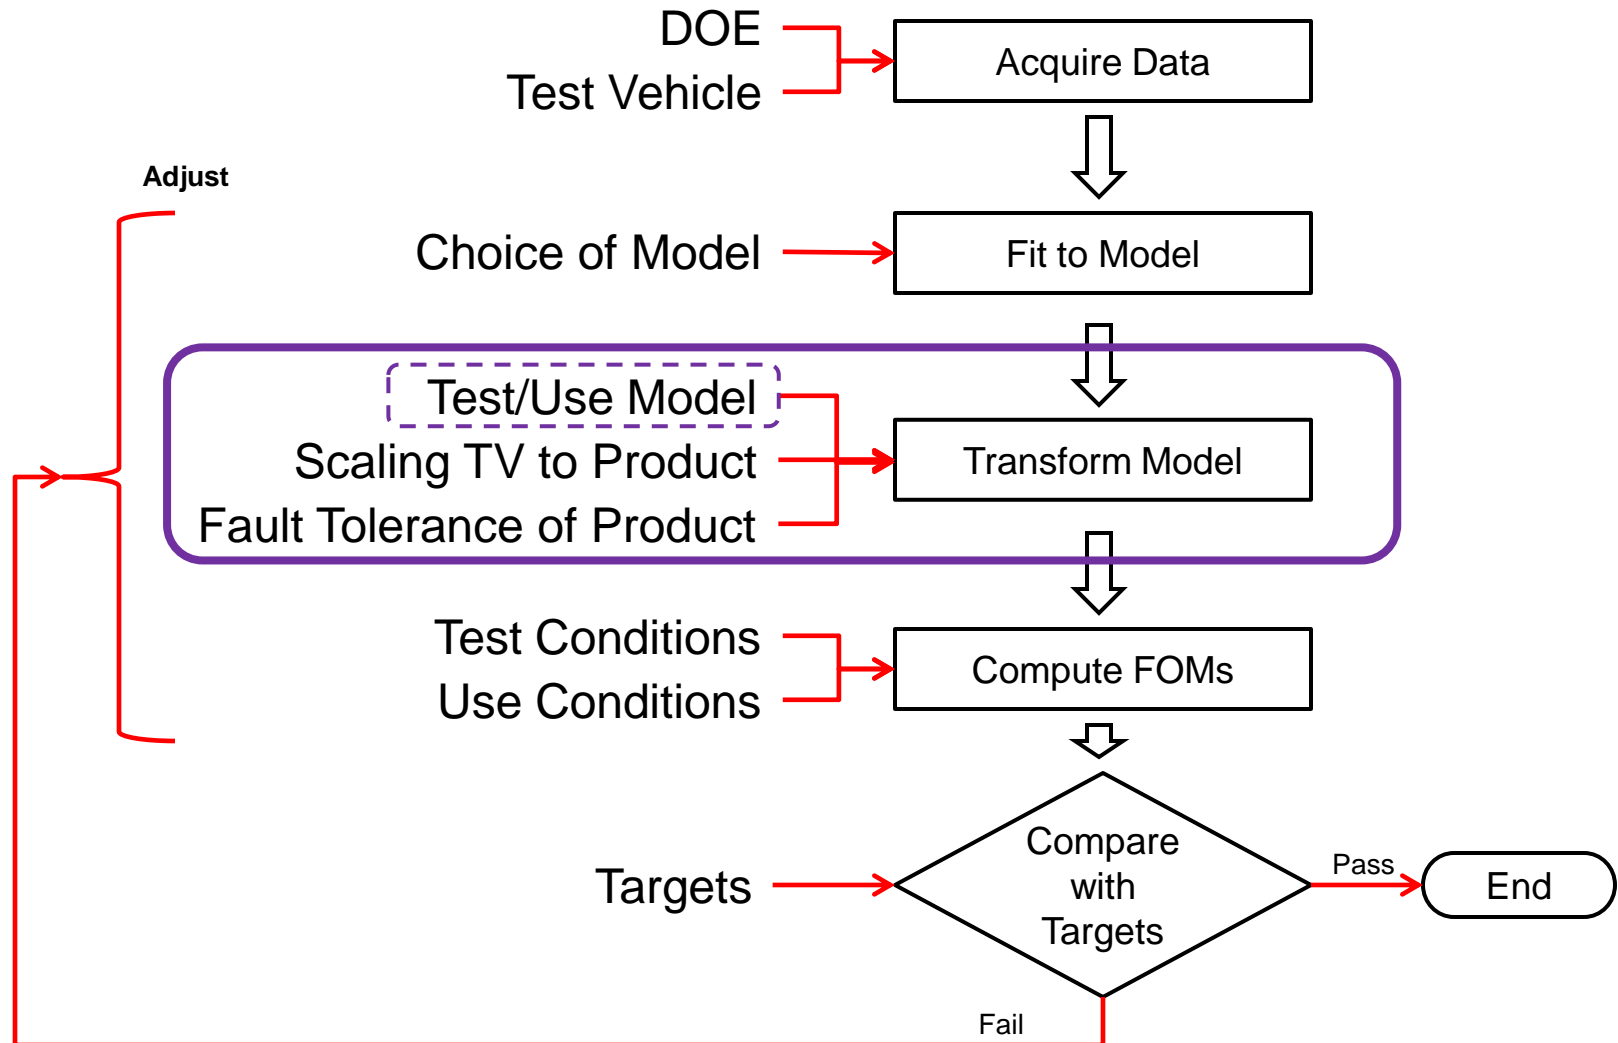 DOE
Test Vehicle
Acquire Data
Adjust
Choice of Model
Fit to Model
Test/Use Model
Scaling TV to Product
Fault Tolerance of Product
Transform Model
Test Conditions
Use Conditions
Compute FOMs
Targets
Compare
with
Targets
Pass
End
Fail